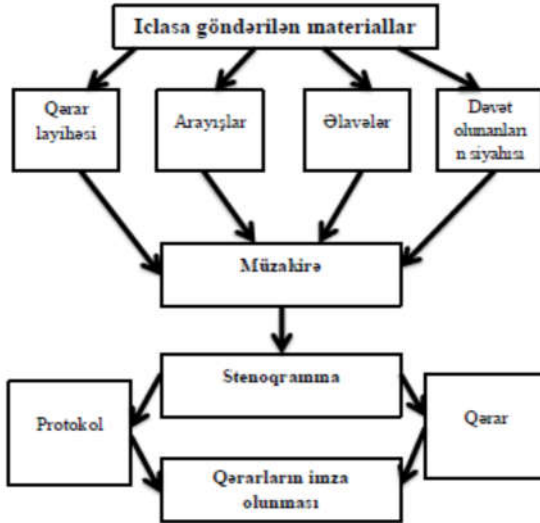 Iclasa göndərilən materiallar
Qərar
layihəsi
Arayışlar
Əlavələr
Dəvət
olunanları
n siyahısı
Müzakirə
Stenoqramma
Protokol
Qərar
Qərarların imza
olunması